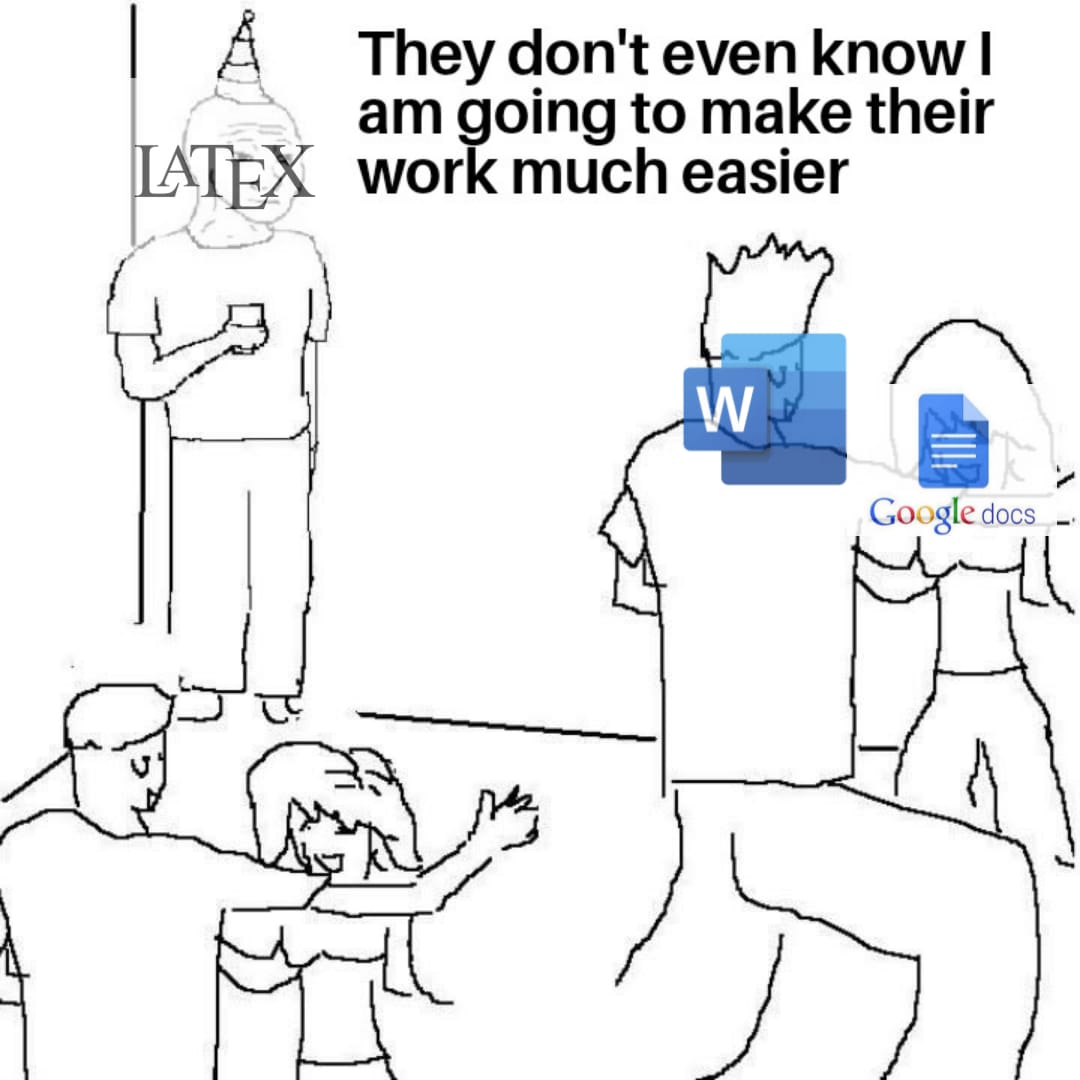 They don't even know I
am going to make their
work much easier
LATEX
W
Google docs